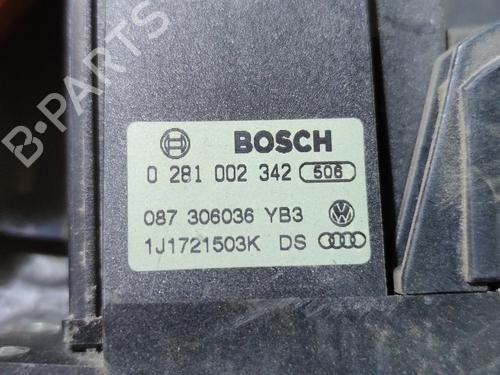 BOSCH
0 281 002 342 506
087 306036 YB3
1J1721503K DS
B-PARTS